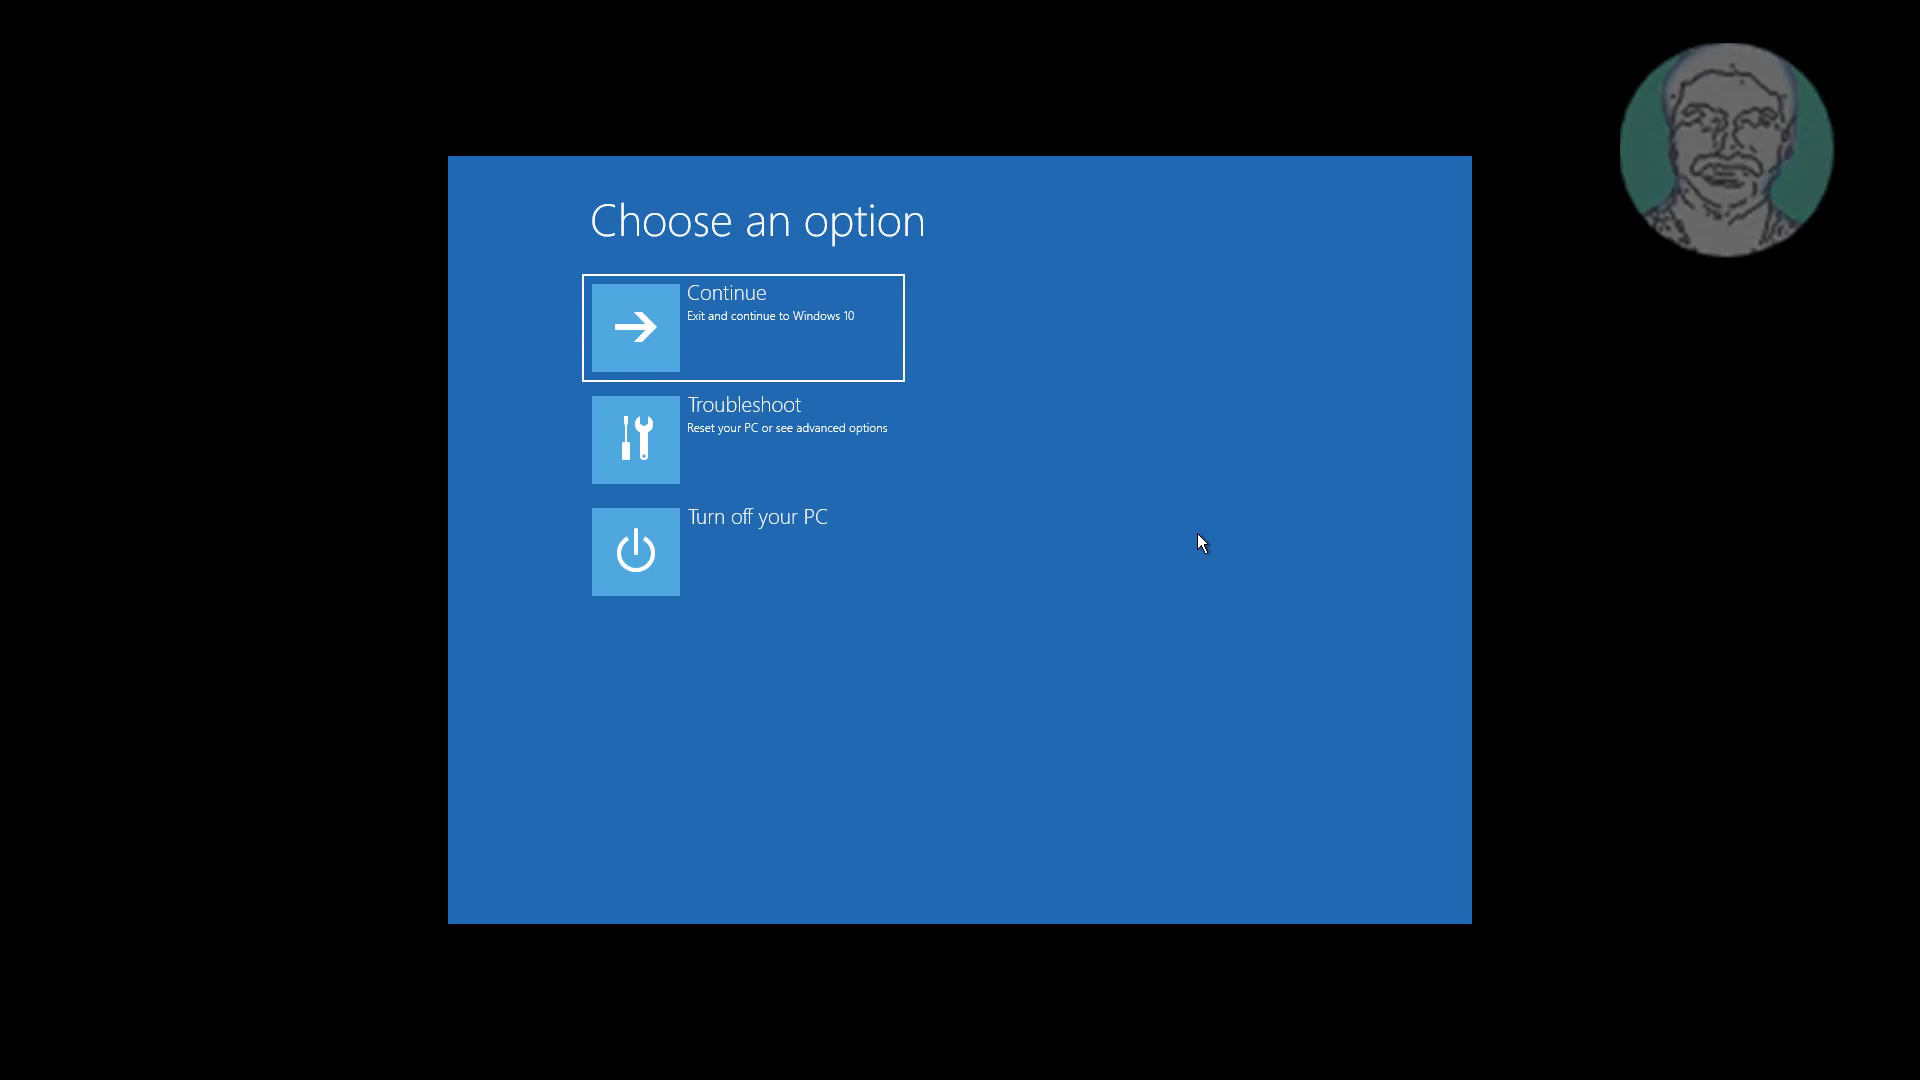 Choose an option
Continue
Exit and continue to Windows 10
Troubleshoot
Reset your PC or see advanced options
Turn off your PC